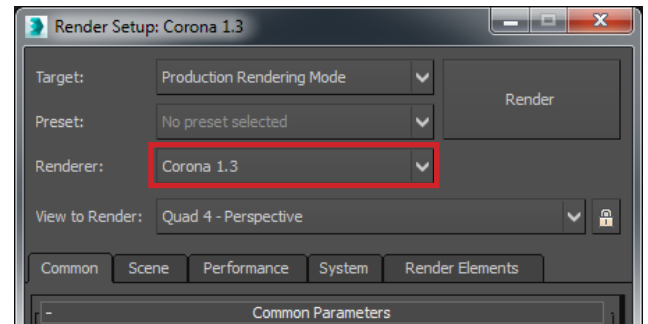 Render Setup: Corona 1.3
Target: Production Rendering Mode
Render
Preset: No preset selected
Renderer: Corona 1.3
View to Render: Quad 4 - Perspective
Common Scene Performance System Render Elements
- Common Parameters